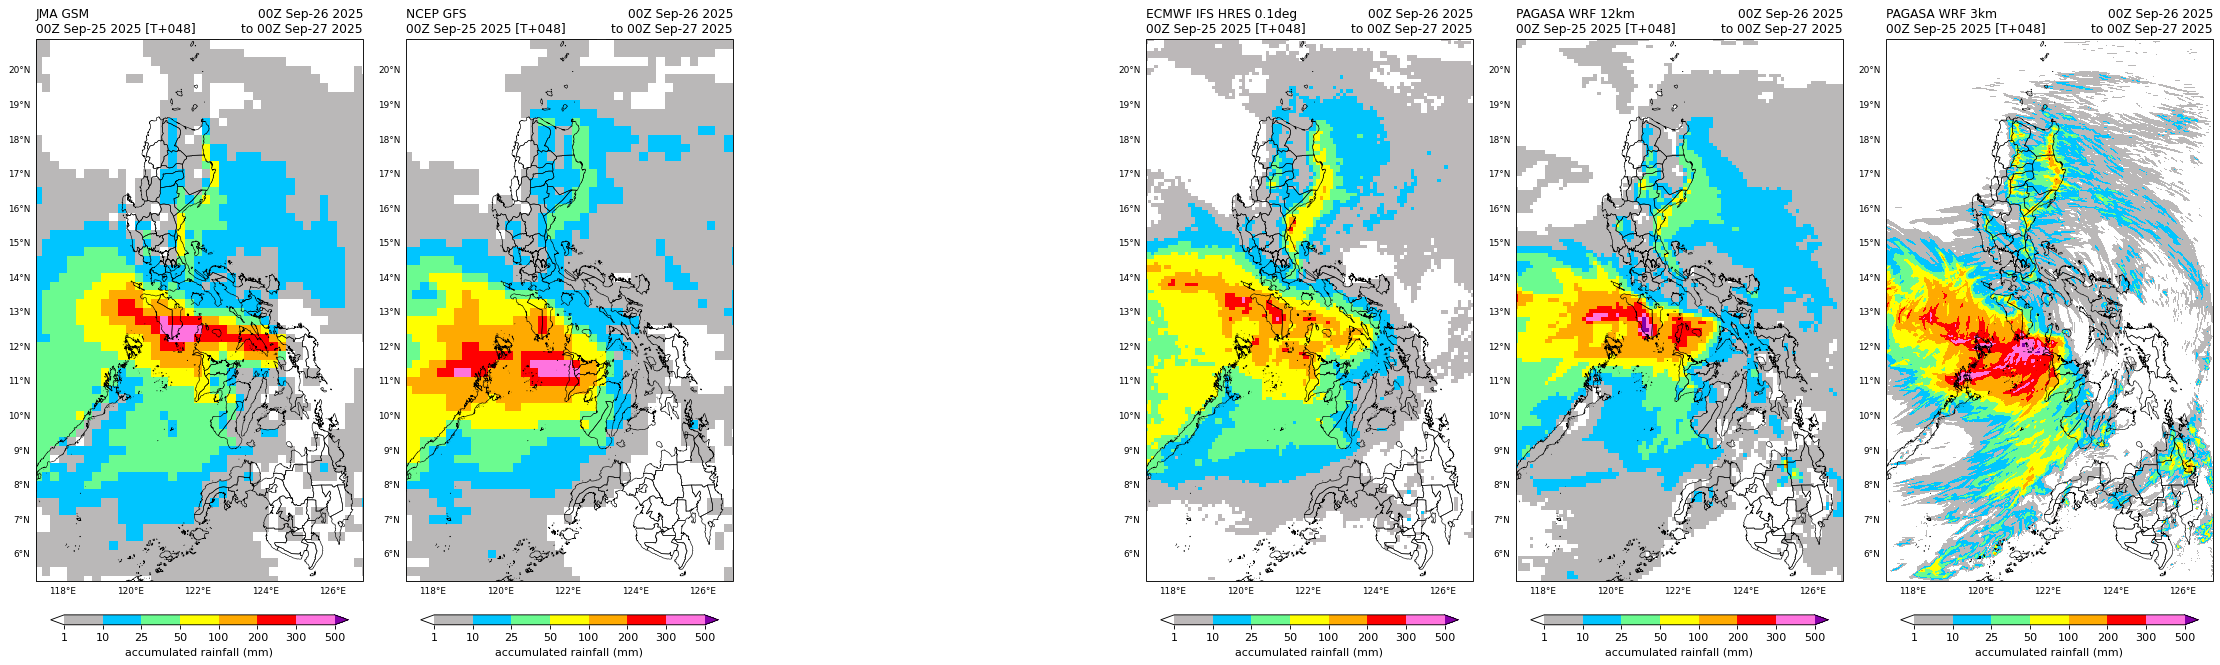 JMA GSM 00Z Sep-26 2025
00Z Sep-25 2025 [T+048] to 00Z Sep-27 2025
20°N
19°N
18°N
17°N
16°N
15°N
14°N
13°N
12°N
11°N
10°N
9°N
8°N
7°N
6°N
118°E 120°E 122°E 124°E 126°E
1 10 25 50 100 200 300 500
accumulated rainfall (mm)
NCEP GFS 00Z Sep-26 2025
00Z Sep-25 2025 [T+048] to 00Z Sep-27 2025
20°N
19°N
18°N
17°N
16°N
15°N
14°N
13°N
12°N
11°N
10°N
9°N
8°N
7°N
6°N
118°E 120°E 122°E 124°E 126°E
1 10 25 50 100 200 300 500
accumulated rainfall (mm)
ECMWF IFS HRES 0.1deg 00Z Sep-26 2025
00Z Sep-25 2025 [T+048] to 00Z Sep-27 2025
20°N
19°N
18°N
17°N
16°N
15°N
14°N
13°N
12°N
11°N
10°N
9°N
8°N
7°N
6°N
118°E 120°E 122°E 124°E 126°E
1 10 25 50 100 200 300 500
accumulated rainfall (mm)
PAGASA WRF 12km 00Z Sep-26 2025
00Z Sep-25 2025 [T+048] to 00Z Sep-27 2025
20°N
19°N
18°N
17°N
16°N
15°N
14°N
13°N
12°N
11°N
10°N
9°N
8°N
7°N
6°N
118°E 120°E 122°E 124°E 126°E
1 10 25 50 100 200 300 500
accumulated rainfall (mm)
PAGASA WRF 3km 00Z Sep-26 2025
00Z Sep-25 2025 [T+048] to 00Z Sep-27 2025
20°N
19°N
18°N
17°N
16°N
15°N
14°N
13°N
12°N
11°N
10°N
9°N
8°N
7°N
6°N
118°E 120°E 122°E 124°E 126°E
1 10 25 50 100 200 300 500
accumulated rainfall (mm)